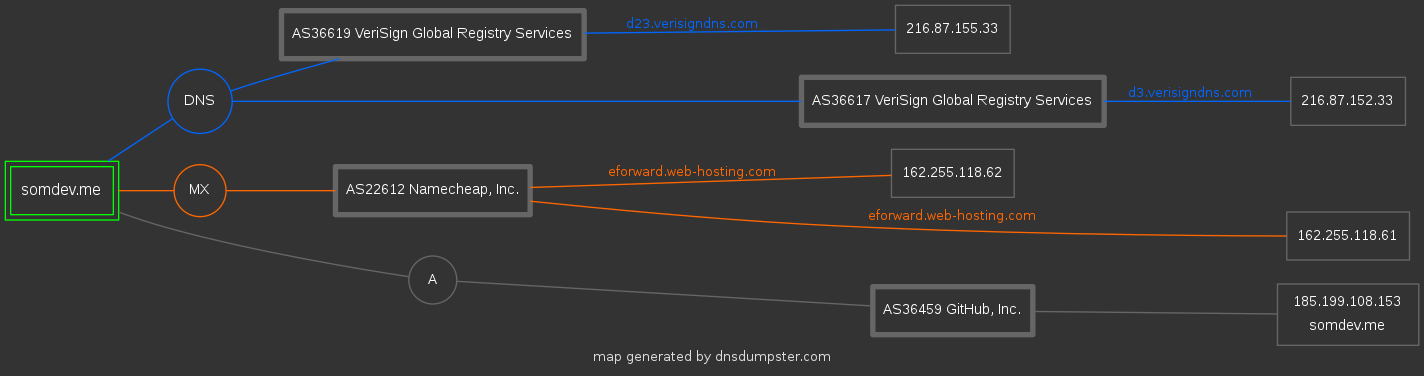 d23.verisigndns.com
216.87.155.33
AS36619 VeriSign Global Registry Services
DNS
AS36617 VeriSign Global Registry Services
d3.verisigndns.com
216.87.152.33
somdev.me
MX
AS22612 Namecheap, Inc.
eforward.web-hosting.com
162.255.118.62
eforward.web-hosting.com
162.255.118.61
A
AS36459 GitHub, Inc.
185.199.108.153
somdev.me
map generated by dnsdumpster.com